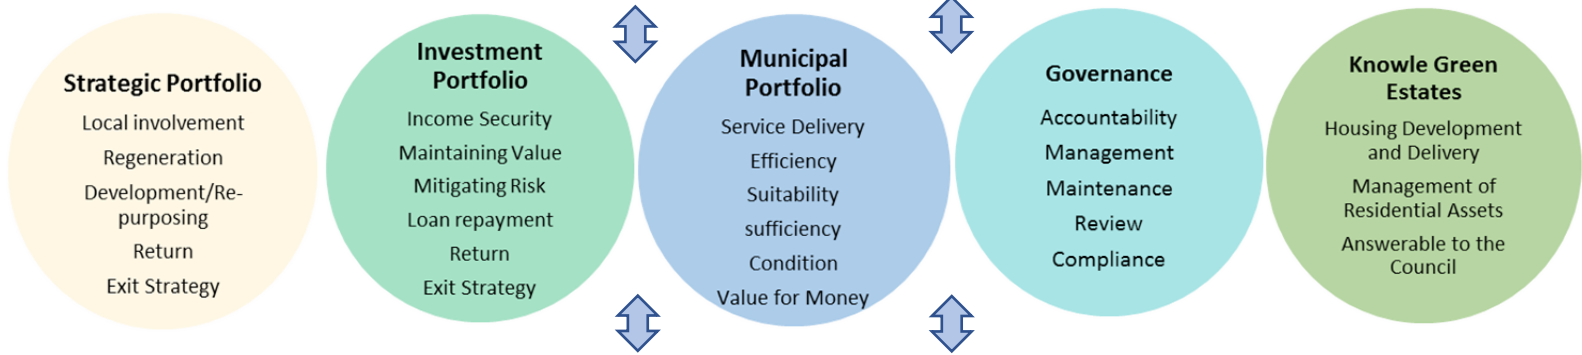 Strategic Portfolio
Local involvement
Regeneration
Development/Re-
purposing
Return
Exit Strategy
Investment
Portfolio
Income Security
Maintaining Value
Mitigating Risk
Loan repayment
Return
Exit Strategy
Municipal
Portfolio
Service Delivery
Efficiency
Suitability
sufficiency
Condition
Value for Money
Governance
Accountability
Management
Maintenance
Review
Compliance
Knowle Green
Estates
Housing Development
and Delivery
Management of
Residential Assets
Answerable to the
Council